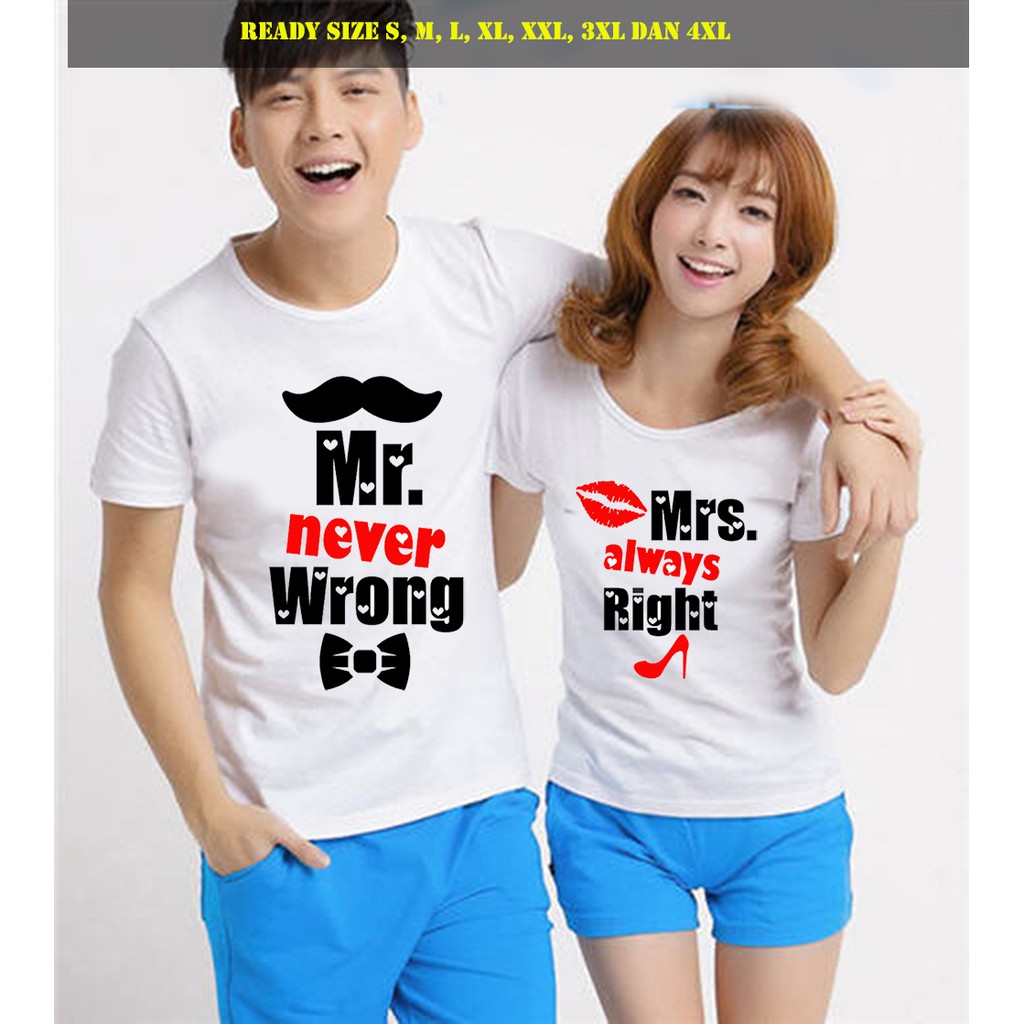 READY SIZE S, M, L, XL, XXL, 3XL DAN 4XL
Mr.
never
Wrong
Mrs.
always
Right